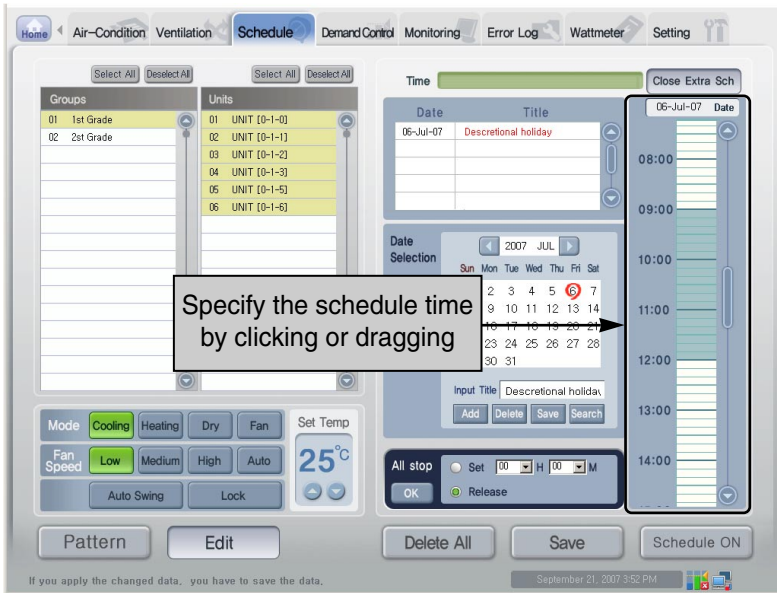 Home Air-Condition Ventilation Schedule Demand Control Monitoring Error Log Wattmeter Setting
Select All Deselect All Select All Deselect All
Groups
01 1st Grade
02 2st Grade
Units
01 UNIT [0-1-0]
02 UNIT [0-1-1]
03 UNIT [0-1-2]
04 UNIT [0-1-3]
05 UNIT [0-1-5]
06 UNIT [0-1-6]
Time
Close Extra Sch
Date Title
06-Jul-07 Descretional holiday
06-Jul-07 Date
08:00
09:00
10:00
11:00
12:00
13:00
14:00
Date
Selection
2007 JUL
Sun Mon Tue Wed Thu Fri Sat
2 3 4 5 6 7
9 10 11 12 13 14
16 17 18 19 20 21
23 24 25 26 27 28
30 31
Specify the schedule time
by clicking or dragging
Input Title Descretional holiday
Add Delete Save Search
Mode Cooling Heating Dry Fan
Fan
Speed Low Medium High Auto
Auto Swing Lock
Set Temp
25°C
All stop Set 00 H 00 M
OK Release
Pattern Edit Delete All Save Schedule ON
If you apply the changed data, you have to save the data,
September 21, 2007 3:52 PM